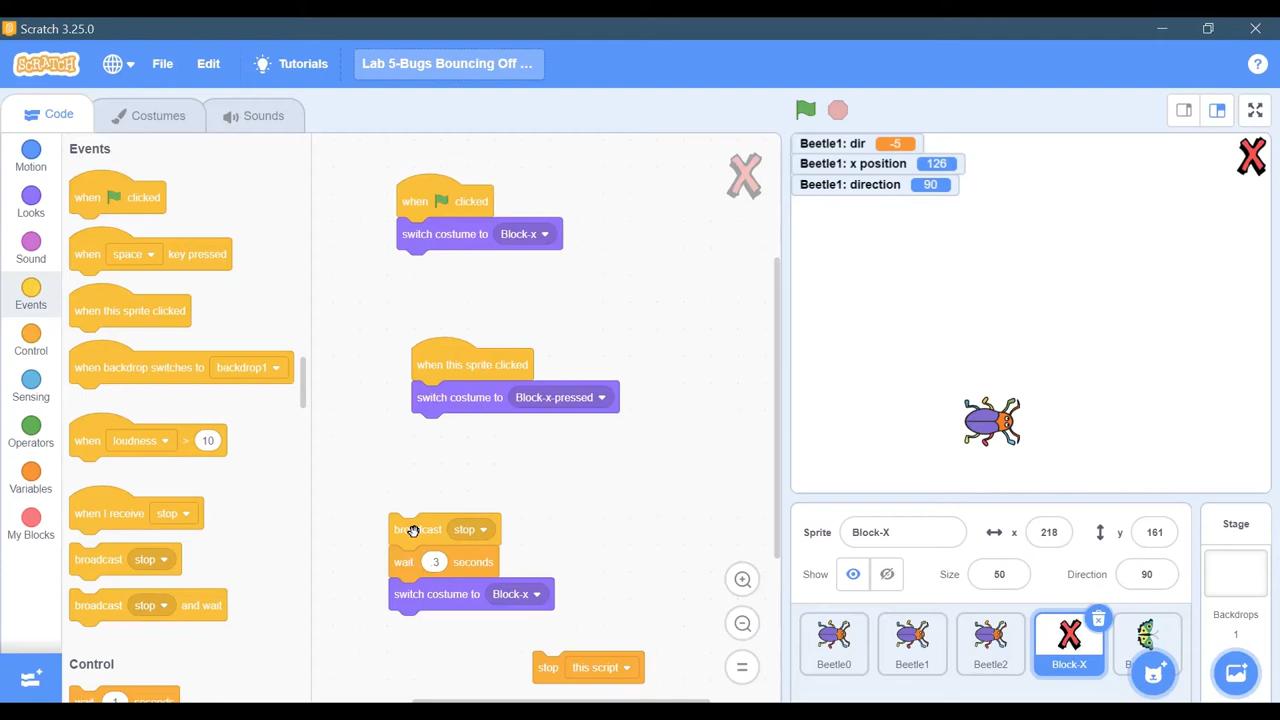 Scratch 3.25.0
SCRATCH File Edit Tutorials Lab 5-Bugs Bouncing Off ... ?
Code Costumes Sounds
Motion
Looks
Sound
Events
Control
Sensing
Operators
Variables
My Blocks
Events
when clicked
when space key pressed
when this sprite clicked
when backdrop switches to backdrop1
when loudness > 10
when I receive stop
broadcast stop
broadcast stop and wait
Control
wait 1 seconds
when clicked
switch costume to Block-x
when this sprite clicked
switch costume to Block-x-pressed
broadcast stop
wait .3 seconds
switch costume to Block-x
stop this script
Beetle1: dir -5
Beetle1: x position 126
Beetle1: direction 90
Sprite Block-X x 218 y 161
Show Size 50 Direction 90
Beetle0
Beetle1
Beetle2
Block-X
Stage
Backdrops
1